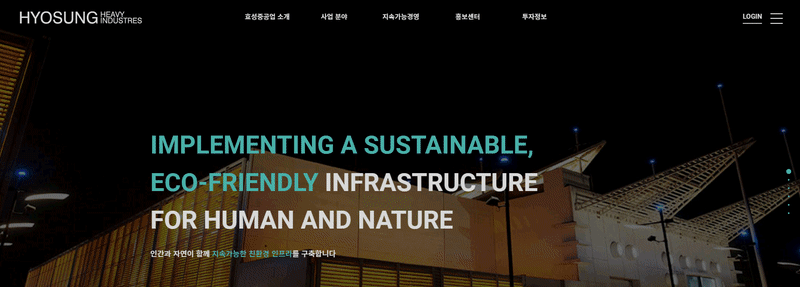 HYOSUNG HEAVY INDUSTRES
효성중공업 소개 사업 분야 지속가능경영 홍보센터 투자정보 LOGIN
IMPLEMENTING A SUSTAINABLE,
ECO-FRIENDLY INFRASTRUCTURE
FOR HUMAN AND NATURE
인간과 자연이 함께 지속가능한 친환경 인프라를 구축합니다